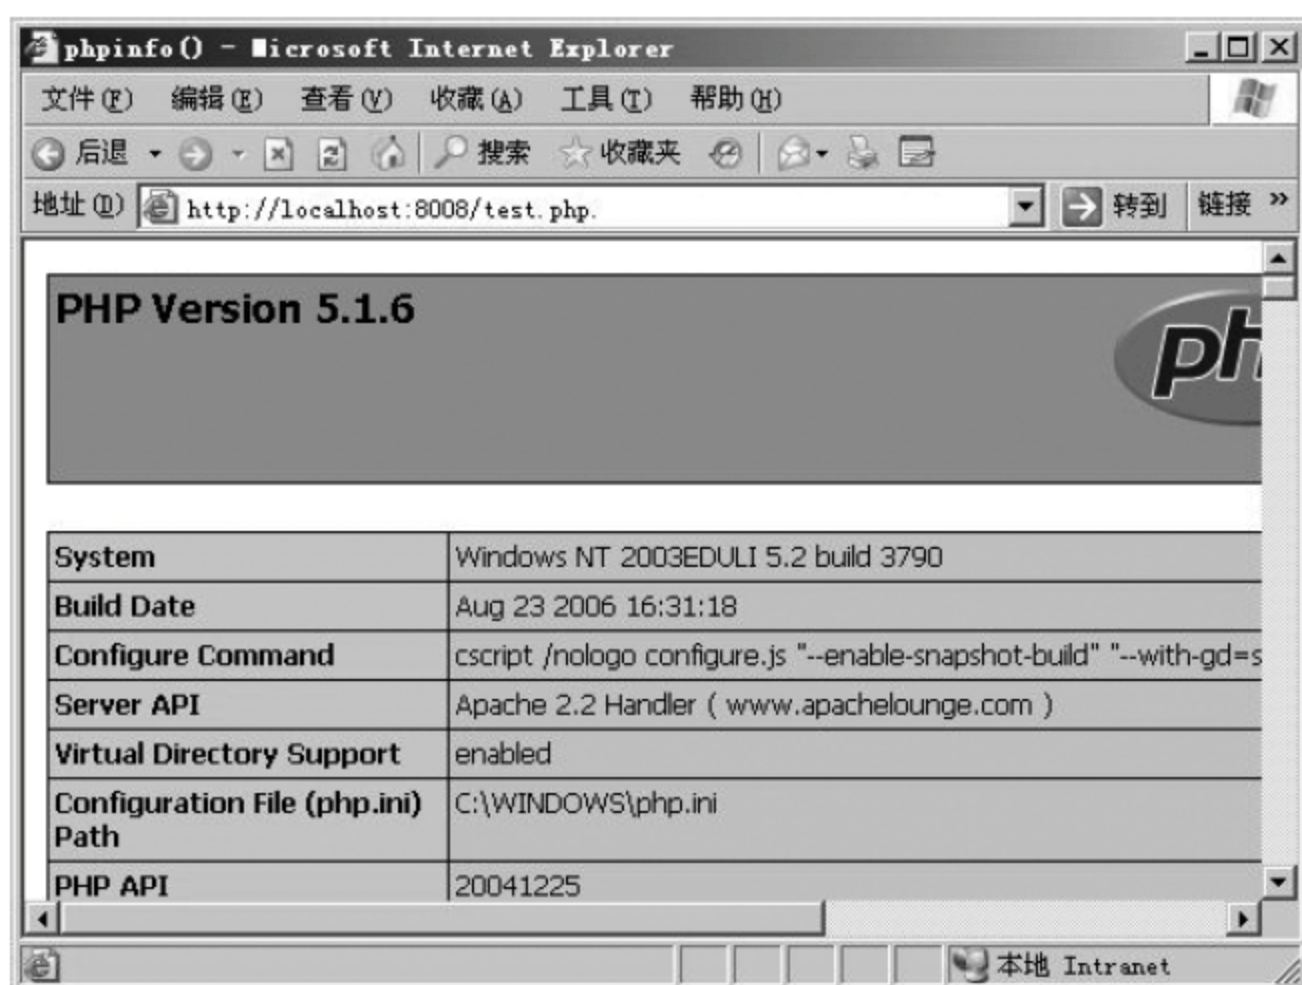 phpinfo() - Microsoft Internet Explorer
文件(F) 编辑(E) 查看(V) 收藏(A) 工具(T) 帮助(H)
后退 搜索 收藏夹
地址(D) http://localhost:8008/test.php. 转到 链接 »
PHP Version 5.1.6
ph
System Windows NT 2003EDULI 5.2 build 3790
Build Date Aug 23 2006 16:31:18
Configure Command cscript /nologo configure.js "--enable-snapshot-build" "--with-gd=s
Server API Apache 2.2 Handler ( www.apachelounge.com )
Virtual Directory Support enabled
Configuration File (php.ini) C:\WINDOWS\php.ini
Path
PHP API 20041225
本地 Intranet